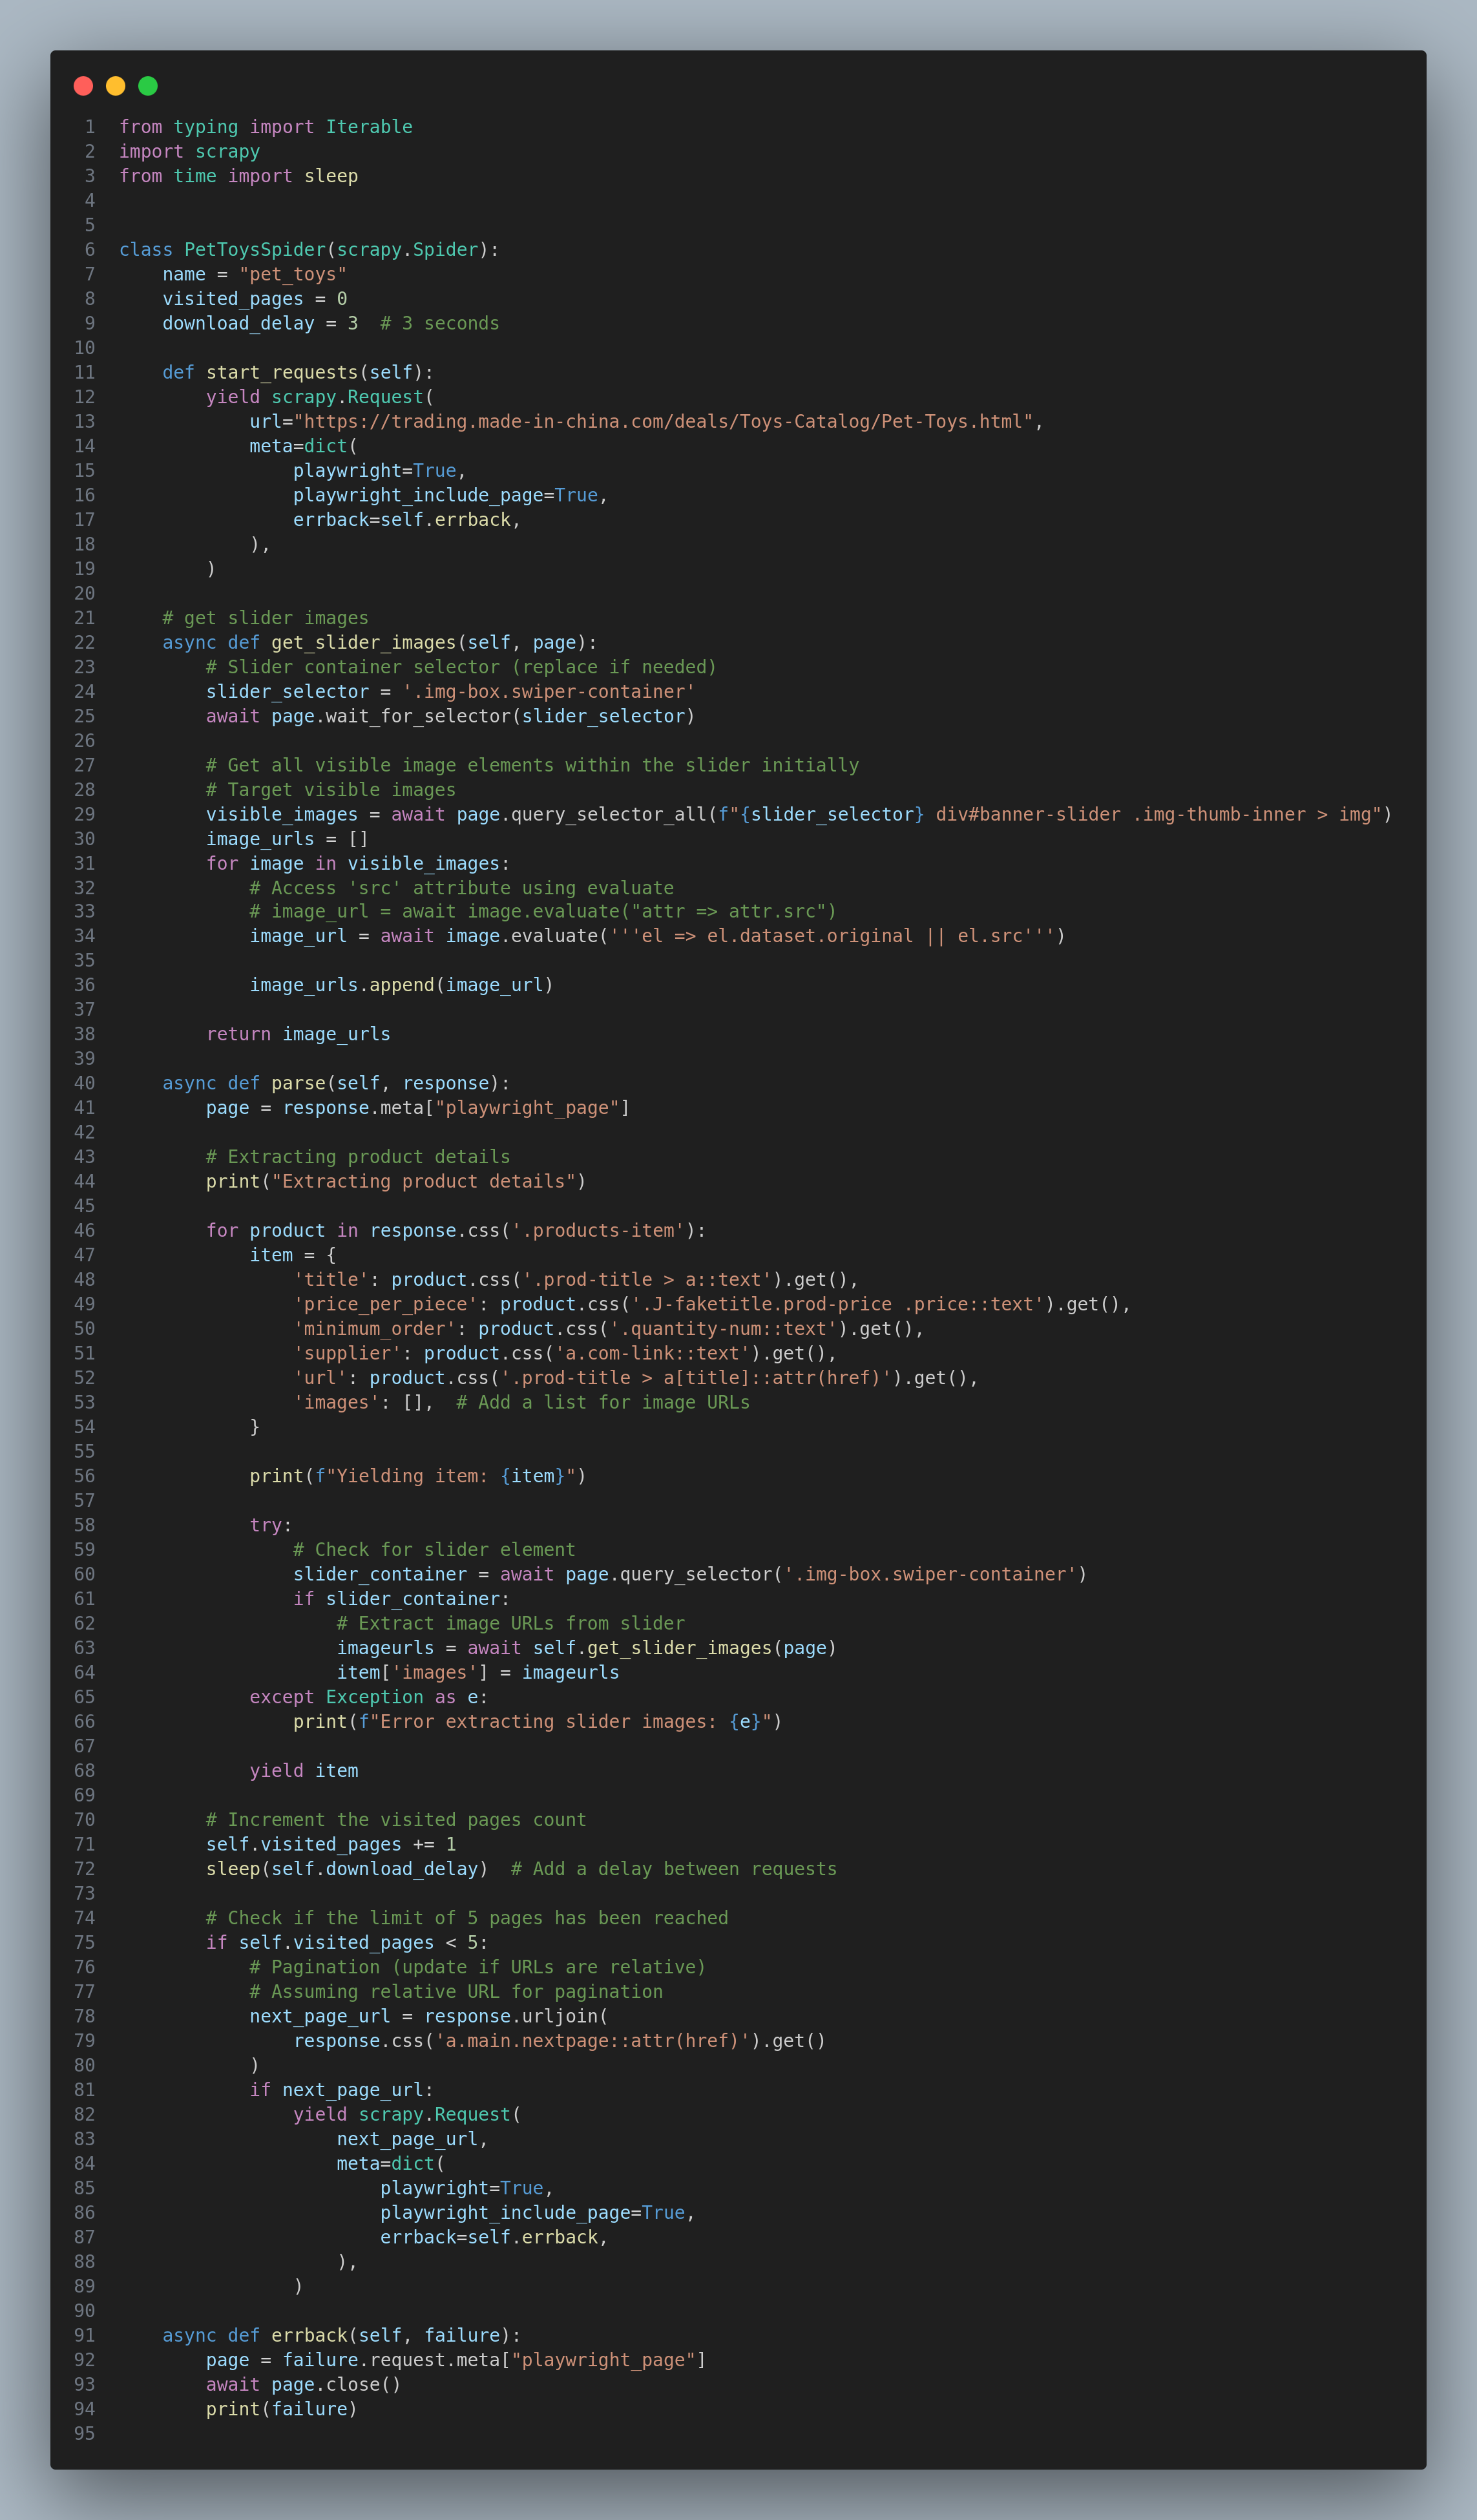 1 from typing import Iterable
2 import scrapy
3 from time import sleep
4
5
6 class PetToysSpider(scrapy.Spider):
7     name = "pet_toys"
8     visited_pages = 0
9     download_delay = 3  # 3 seconds
10
11     def start_requests(self):
12         yield scrapy.Request(
13             url="https://trading.made-in-china.com/deals/Toys-Catalog/Pet-Toys.html",
14             meta=dict(
15                 playwright=True,
16                 playwright_include_page=True,
17                 errback=self.errback,
18             ),
19         )
20
21     # get slider images
22     async def get_slider_images(self, page):
23         # Slider container selector (replace if needed)
24         slider_selector = '.img-box.swiper-container'
25         await page.wait_for_selector(slider_selector)
26
27         # Get all visible image elements within the slider initially
28         # Target visible images
29         visible_images = await page.query_selector_all(f"{slider_selector} div#banner-slider .img-thumb-inner > img")
30         image_urls = []
31         for image in visible_images:
32             # Access 'src' attribute using evaluate
33             # image_url = await image.evaluate("attr => attr.src")
34             image_url = await image.evaluate('''el => el.dataset.original || el.src''')
35
36             image_urls.append(image_url)
37
38         return image_urls
39
40     async def parse(self, response):
41         page = response.meta["playwright_page"]
42
43         # Extracting product details
44         print("Extracting product details")
45
46         for product in response.css('.products-item'):
47             item = {
48                 'title': product.css('.prod-title > a::text').get(),
49                 'price_per_piece': product.css('.J-faketitle.prod-price .price::text').get(),
50                 'minimum_order': product.css('.quantity-num::text').get(),
51                 'supplier': product.css('a.com-link::text').get(),
52                 'url': product.css('.prod-title > a[title]::attr(href)').get(),
53                 'images': [],  # Add a list for image URLs
54             }
55
56             print(f"Yielding item: {item}")
57
58             try:
59                 # Check for slider element
60                 slider_container = await page.query_selector('.img-box.swiper-container')
61                 if slider_container:
62                     # Extract image URLs from slider
63                     imageurls = await self.get_slider_images(page)
64                     item['images'] = imageurls
65             except Exception as e:
66                 print(f"Error extracting slider images: {e}")
67
68             yield item
69
70         # Increment the visited pages count
71         self.visited_pages += 1
72         sleep(self.download_delay)  # Add a delay between requests
73
74         # Check if the limit of 5 pages has been reached
75         if self.visited_pages < 5:
76             # Pagination (update if URLs are relative)
77             # Assuming relative URL for pagination
78             next_page_url = response.urljoin(
79                 response.css('a.main.nextpage::attr(href)').get()
80             )
81             if next_page_url:
82                 yield scrapy.Request(
83                     next_page_url,
84                     meta=dict(
85                         playwright=True,
86                         playwright_include_page=True,
87                         errback=self.errback,
88                     ),
89                 )
90
91     async def errback(self, failure):
92         page = failure.request.meta["playwright_page"]
93         await page.close()
94         print(failure)
95